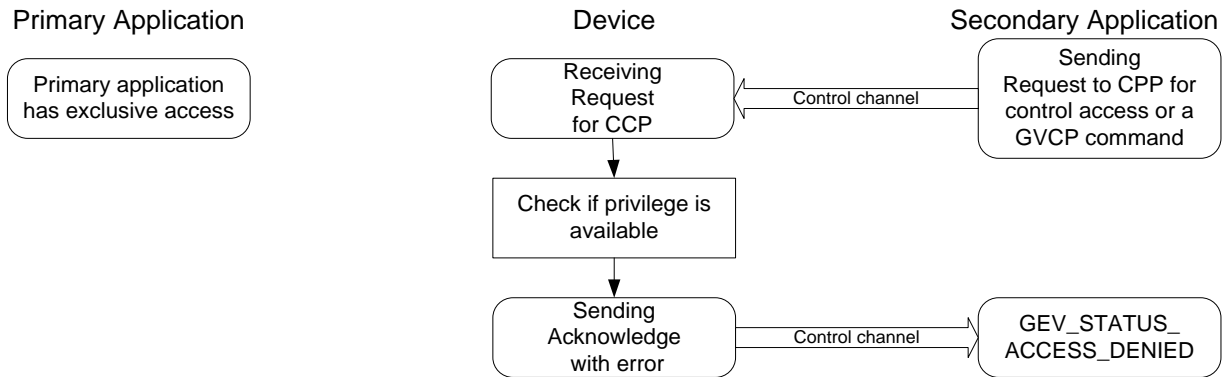 Primary Application
Device
Secondary Application
Primary application
has exclusive access
Receiving
Request
for CCP
Control channel
Sending
Request to CPP for
control access or a
GVCP command
Check if privilege is
available
Sending
Acknowledge
with error
Control channel
GEV_STATUS_
ACCESS_DENIED